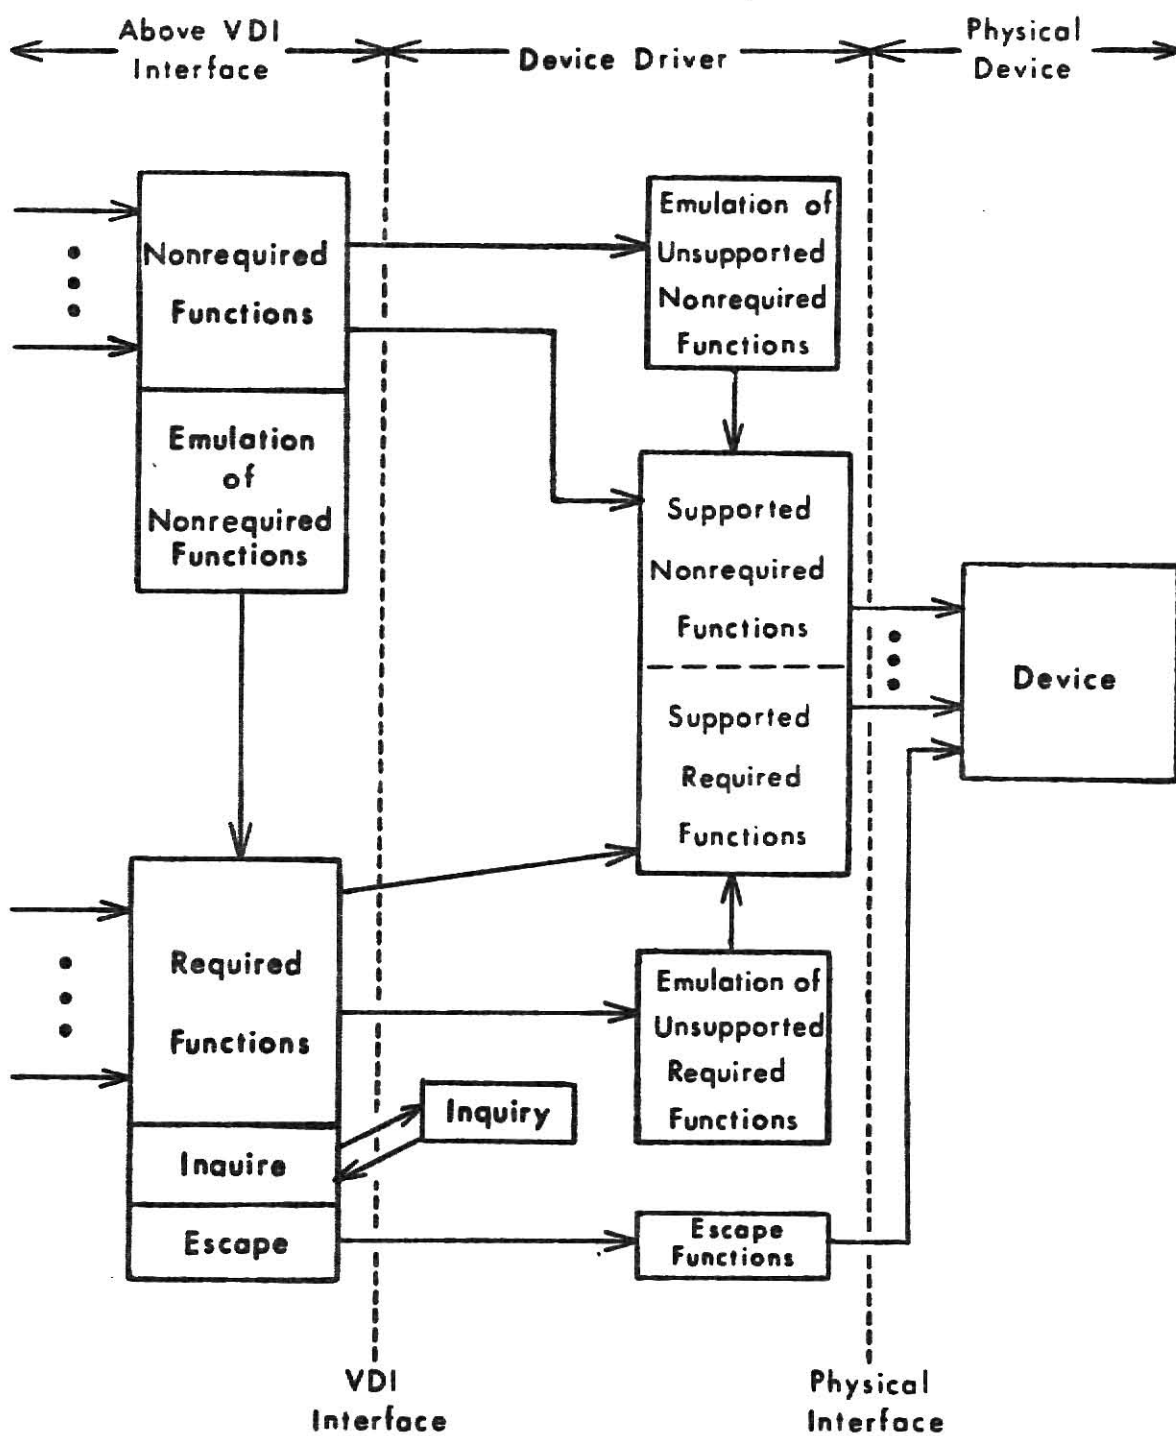 Above VDI
Interface
Device Driver
Physical
Device
Nonrequired
Functions
Emulation
of
Nonrequired
Functions
Emulation of
Unsupported
Nonrequired
Functions
Supported
Nonrequired
Functions
Supported
Required
Functions
Device
Required
Functions
Inquire
Escape
Inquiry
Emulation of
Unsupported
Required
Functions
Escape
Functions
VDI
Interface
Physical
Interface